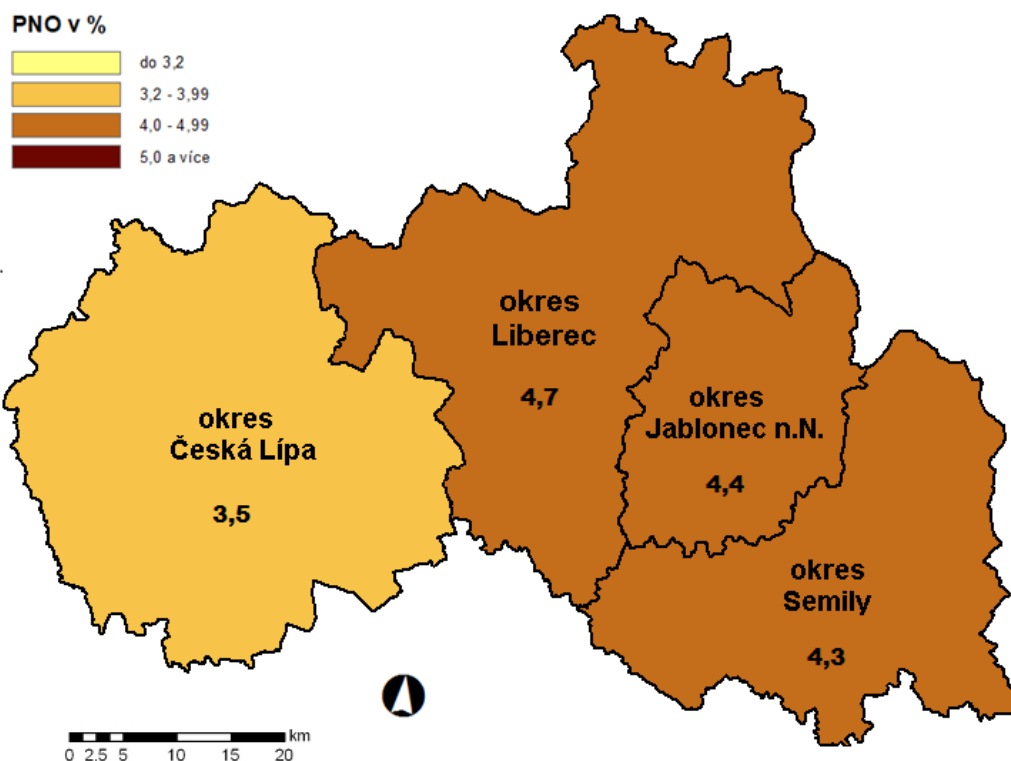 PNO v %
do 3,2
3,2 - 3,99
4,0 - 4,99
5,0 a více
okres
Liberec
4,7
okres
Jablonec n.N.
4,4
okres
Česká Lípa
3,5
okres
Semily
4,3
km
0 2,5 5 10 15 20